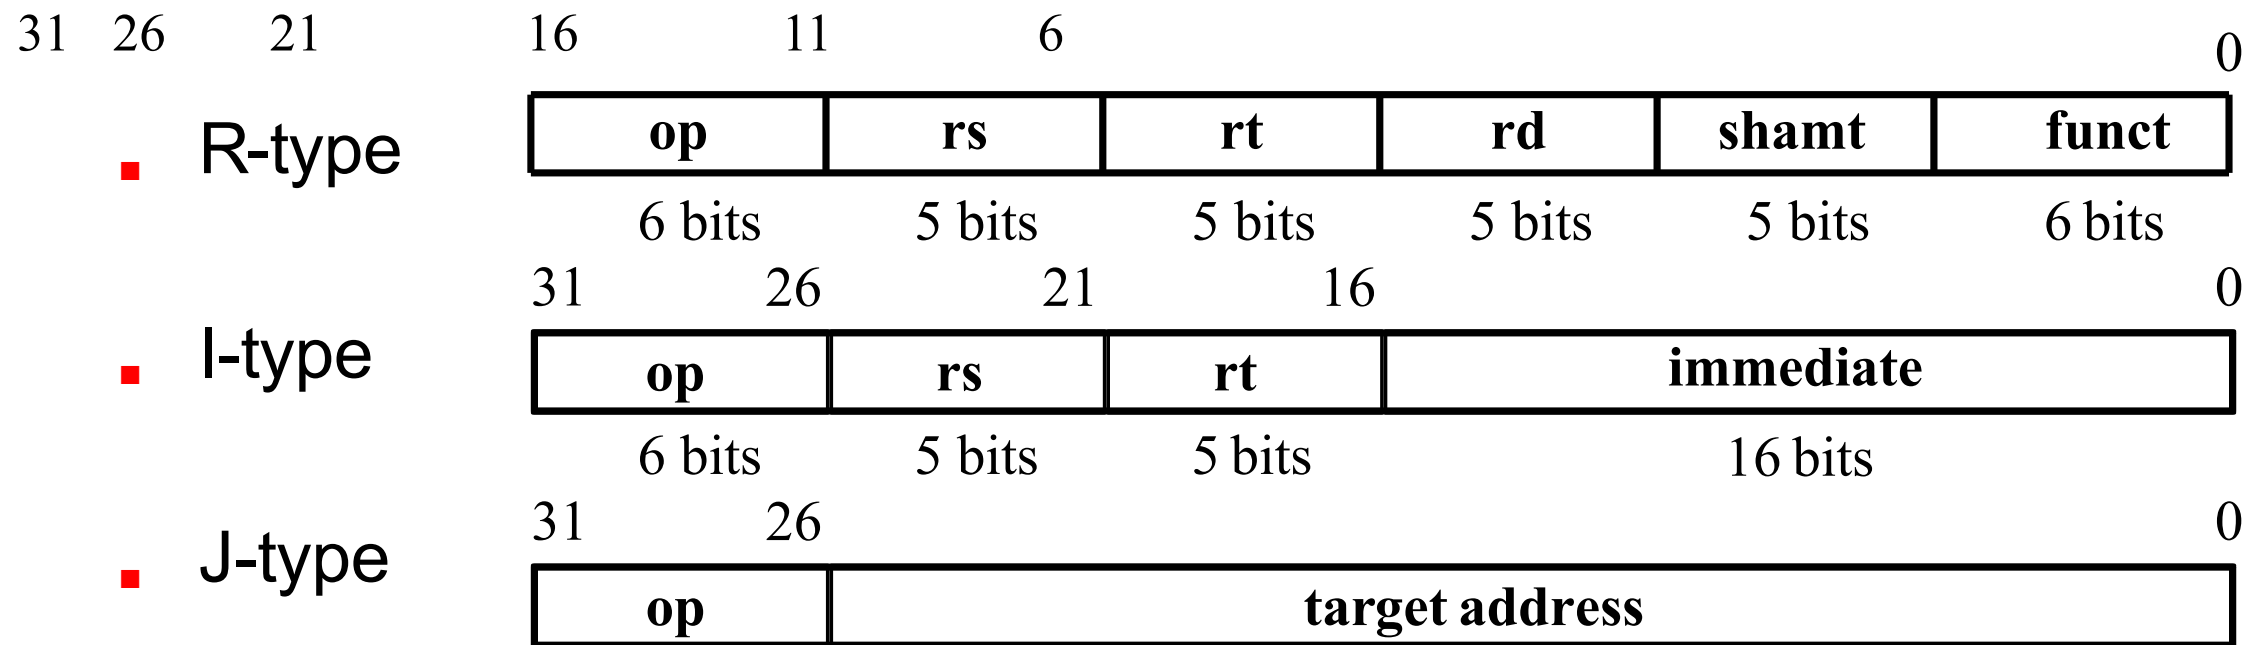 31 26 21 16 11 6 0
R-type op rs rt rd shamt funct
6 bits 5 bits 5 bits 5 bits 5 bits 6 bits
31 26 21 16 0
I-type op rs rt immediate
6 bits 5 bits 5 bits 16 bits
31 26 0
J-type op target address